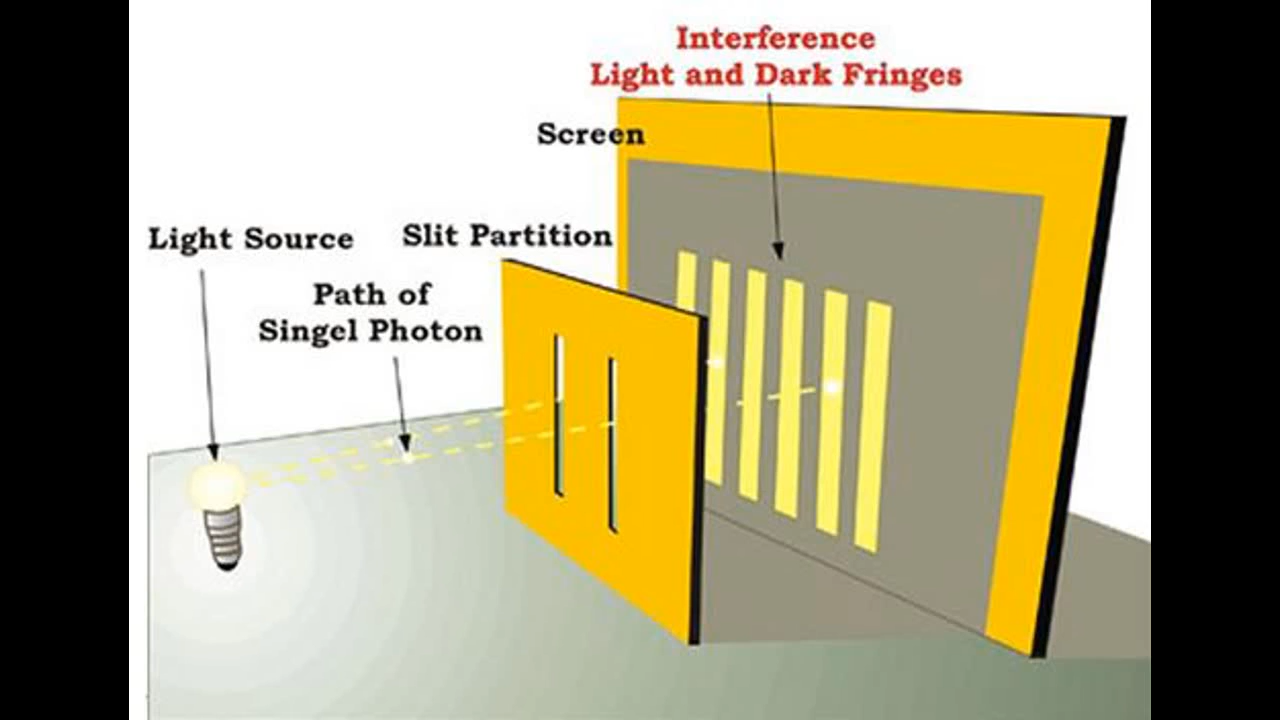 Interference
Light and Dark Fringes
Screen
Light Source
Slit Partition
Path of
Singel Photon